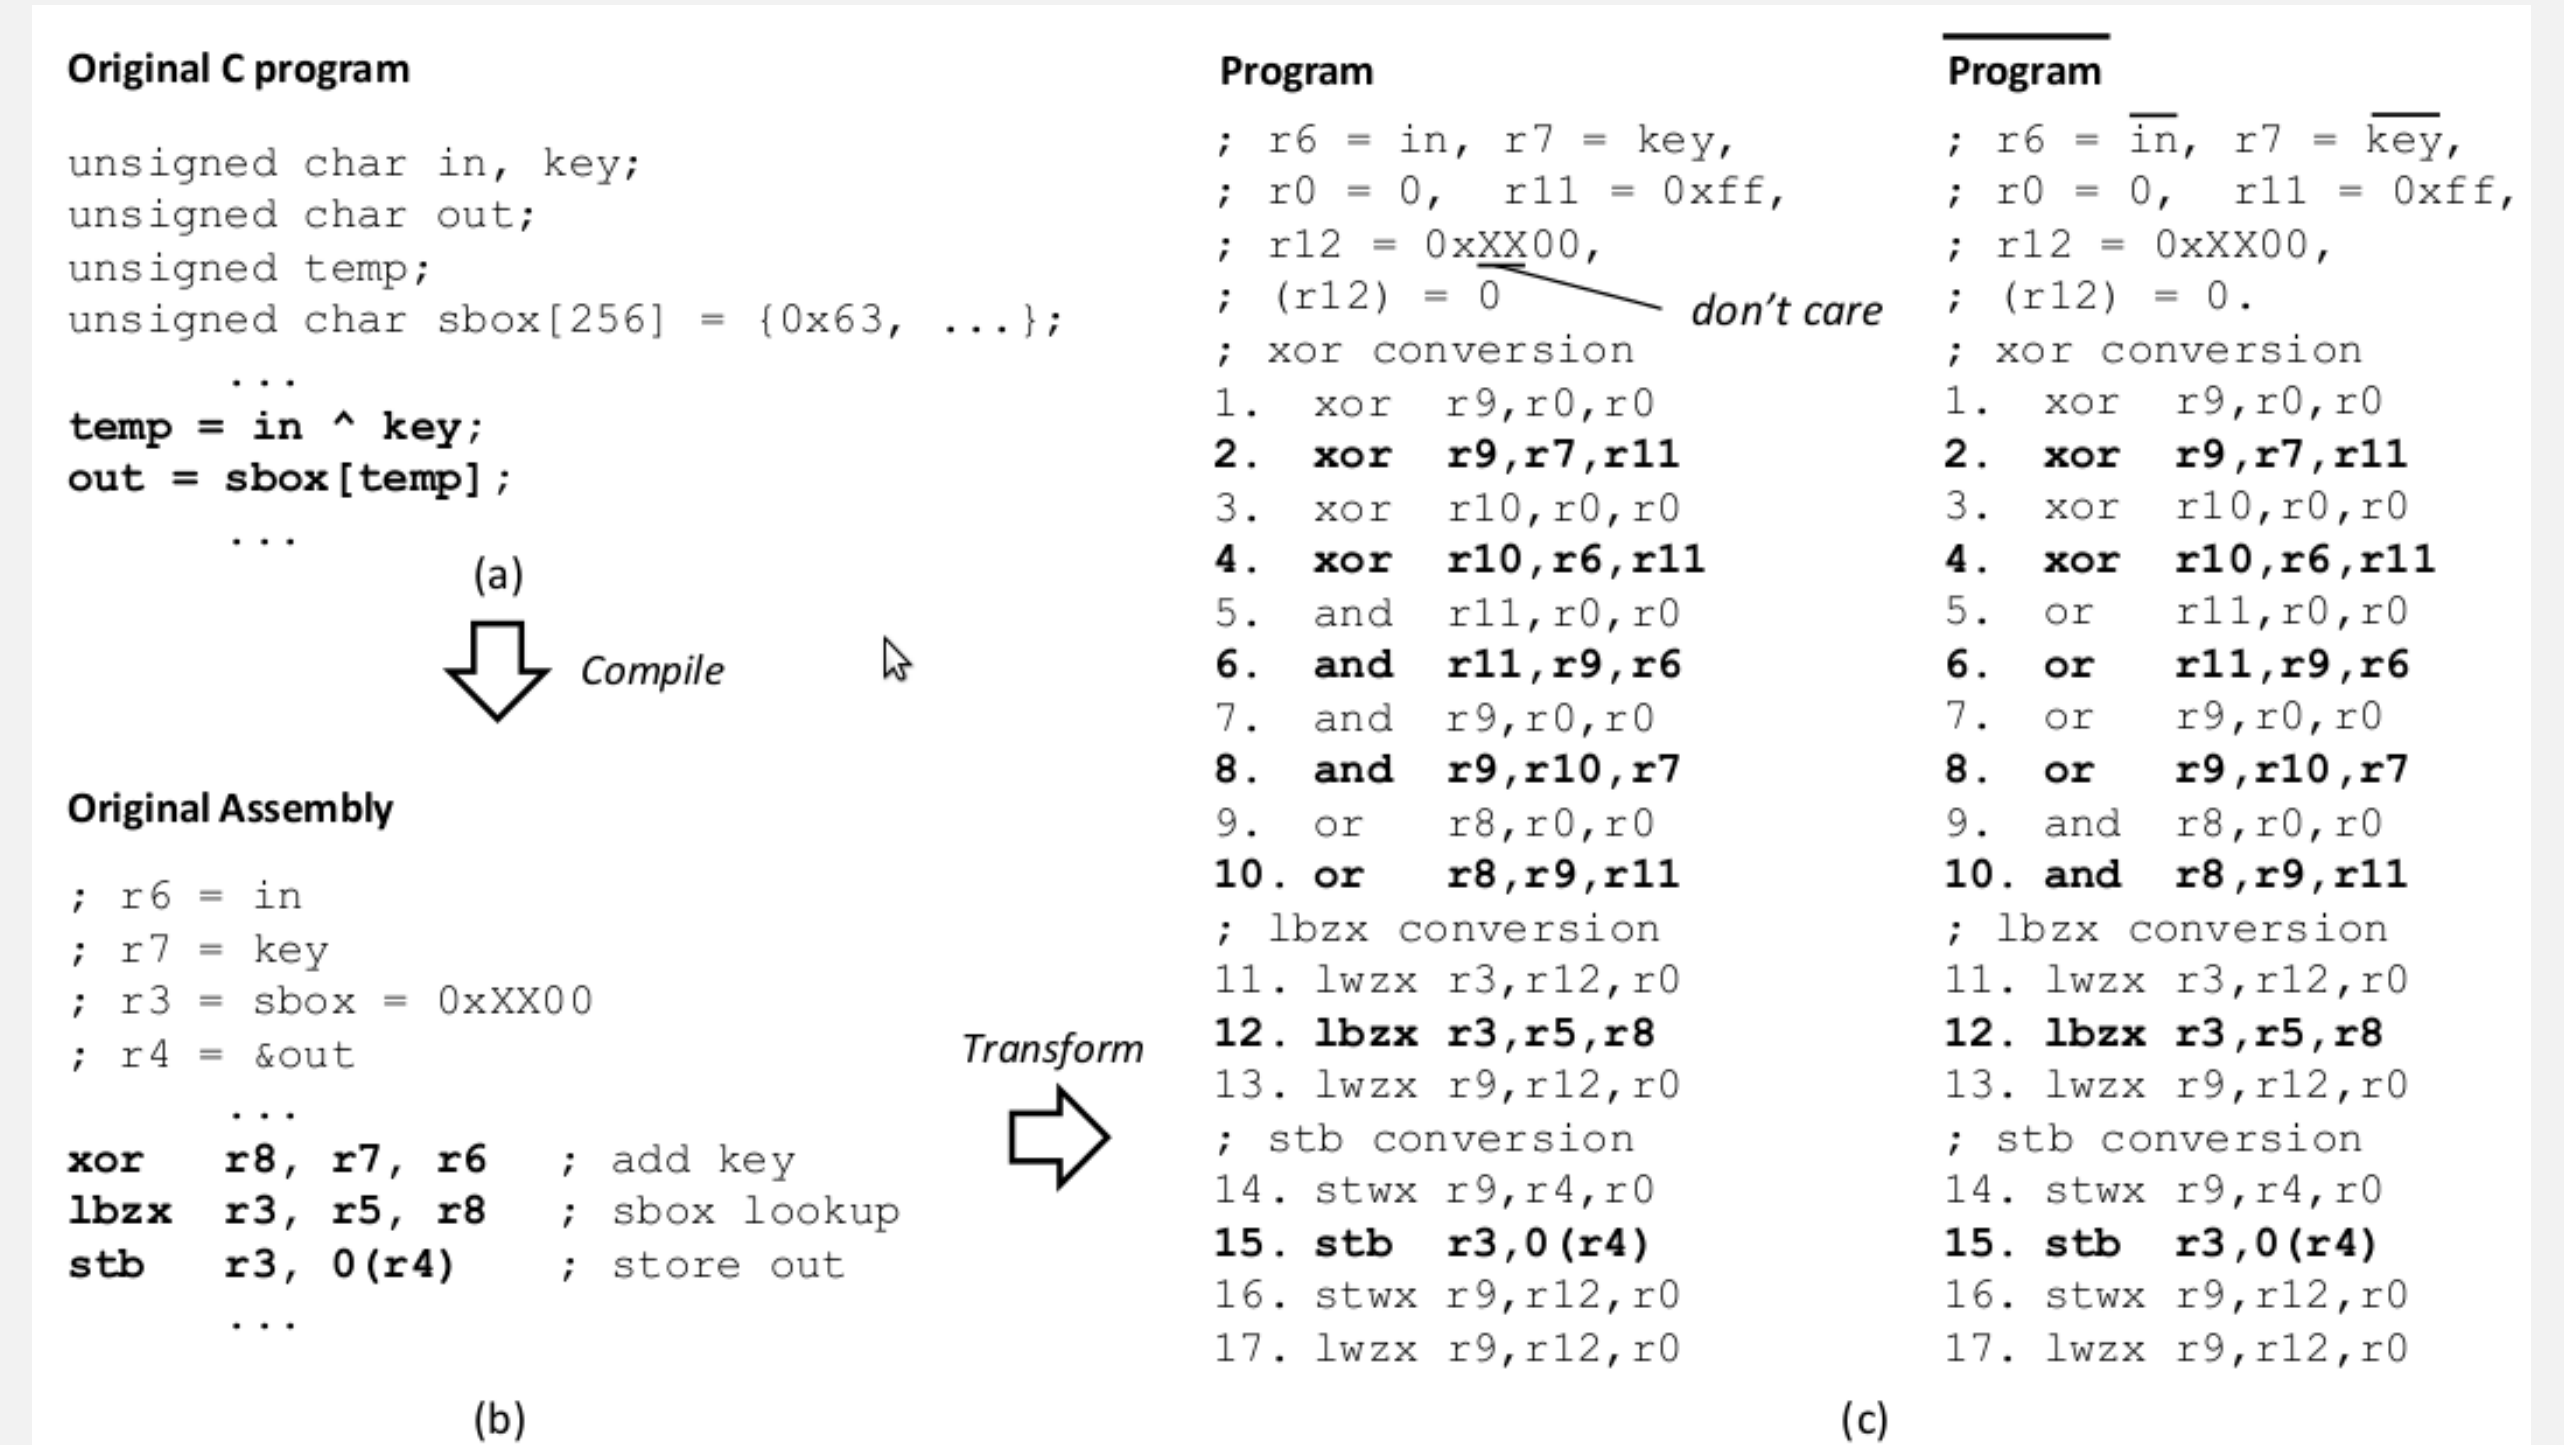 Original C program
unsigned char in, key;
unsigned char out;
unsigned temp;
unsigned char sbox[256] = {0x63, ...};
...
temp = in ^ key;
out = sbox[temp];
...
(a)
Compile
Original Assembly
; r6 = in
; r7 = key
; r3 = sbox = 0xXX00
; r4 = &out
...
xor r8, r7, r6 ; add key
lbzx r3, r5, r8 ; sbox lookup
stb r3, 0(r4) ; store out
...
(b)
Transform
Program
; r6 = in, r7 = key,
; r0 = 0, r11 = 0xff,
; r12 = 0xXX00,
; (r12) = 0
don't care
; xor conversion
1. xor r9,r0,r0
2. xor r9,r7,r11
3. xor r10,r0,r0
4. xor r10,r6,r11
5. and r11,r0,r0
6. and r11,r9,r6
7. and r9,r0,r0
8. and r9,r10,r7
9. or r8,r0,r0
10. or r8,r9,r11
; lbzx conversion
11. lwzx r3,r12,r0
12. lbzx r3,r5,r8
13. lwzx r9,r12,r0
; stb conversion
14. stwx r9,r4,r0
15. stb r3,0(r4)
16. stwx r9,r12,r0
17. lwzx r9,r12,r0
Program
; r6 = in, r7 = key,
; r0 = 0, r11 = 0xff,
; r12 = 0xXX00,
; (r12) = 0.
; xor conversion
1. xor r9,r0,r0
2. xor r9,r7,r11
3. xor r10,r0,r0
4. xor r10,r6,r11
5. or r11,r0,r0
6. or r11,r9,r6
7. or r9,r0,r0
8. or r9,r10,r7
9. and r8,r0,r0
10. and r8,r9,r11
; lbzx conversion
11. lwzx r3,r12,r0
12. lbzx r3,r5,r8
13. lwzx r9,r12,r0
; stb conversion
14. stwx r9,r4,r0
15. stb r3,0(r4)
16. stwx r9,r12,r0
17. lwzx r9,r12,r0
(c)